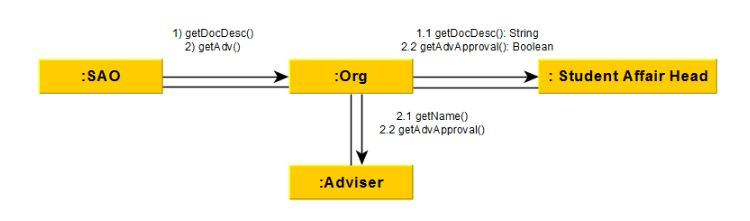 1) getDocDesc()
2) getAdv()
1.1 getDocDesc(): String
2.2 getAdvApproval(): Boolean
:SAO
:Org
: Student Affair Head
2.1 getName()
2.2 getAdvApproval()
:Adviser